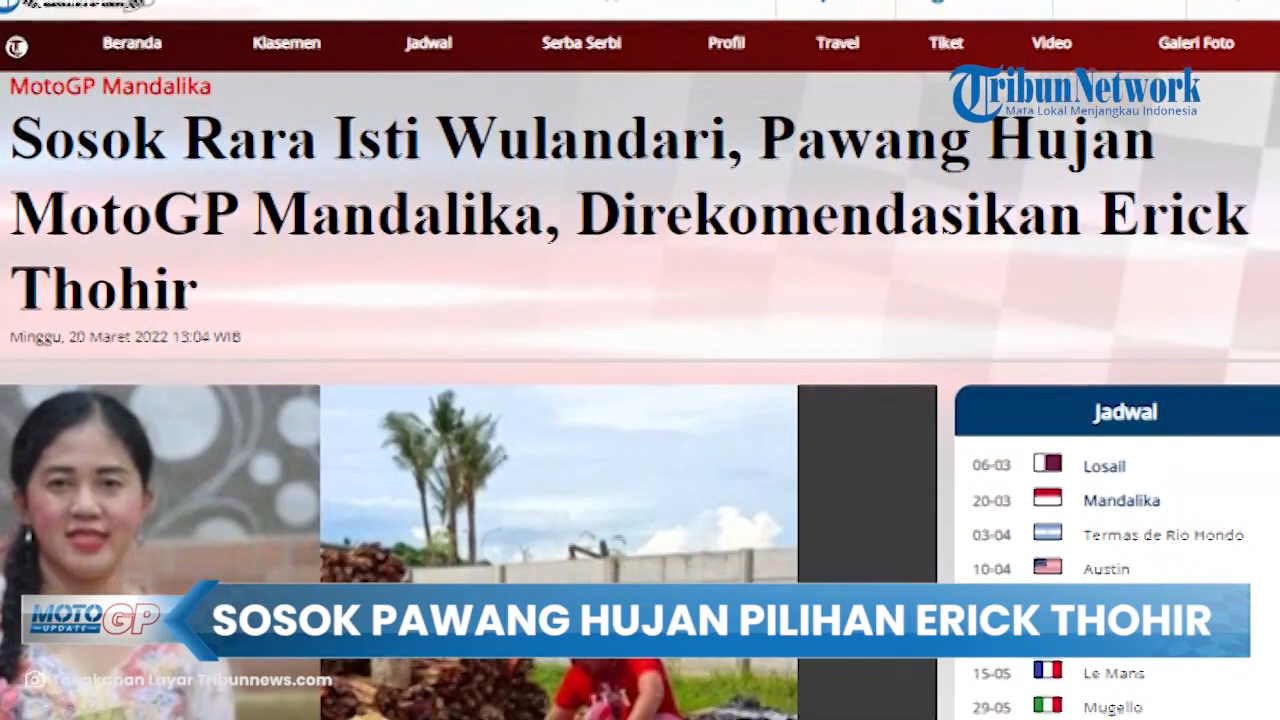 Beranda Klasemen Jadwal Serba Serbi Profil Travel Tiket Video Galeri Foto
MotoGP Mandalika
TribunNetwork
Mata Lokal Menjangkau Indonesia
Sosok Rara Isti Wulandari, Pawang Hujan
MotoGP Mandalika, Direkomendasikan Erick
Thohir
Minggu, 20 Maret 2022 13:04 WIB
Jadwal
06-03 Losail
20-03 Mandalika
03-04 Termas de Rio Hondo
10-04 Austin
MOTOGP
UPDATE
SOSOK PAWANG HUJAN PILIHAN ERICK THOHIR
15-05 Le Mans
Tangkapan Layar Tribunnews.com
29-05 Mugello